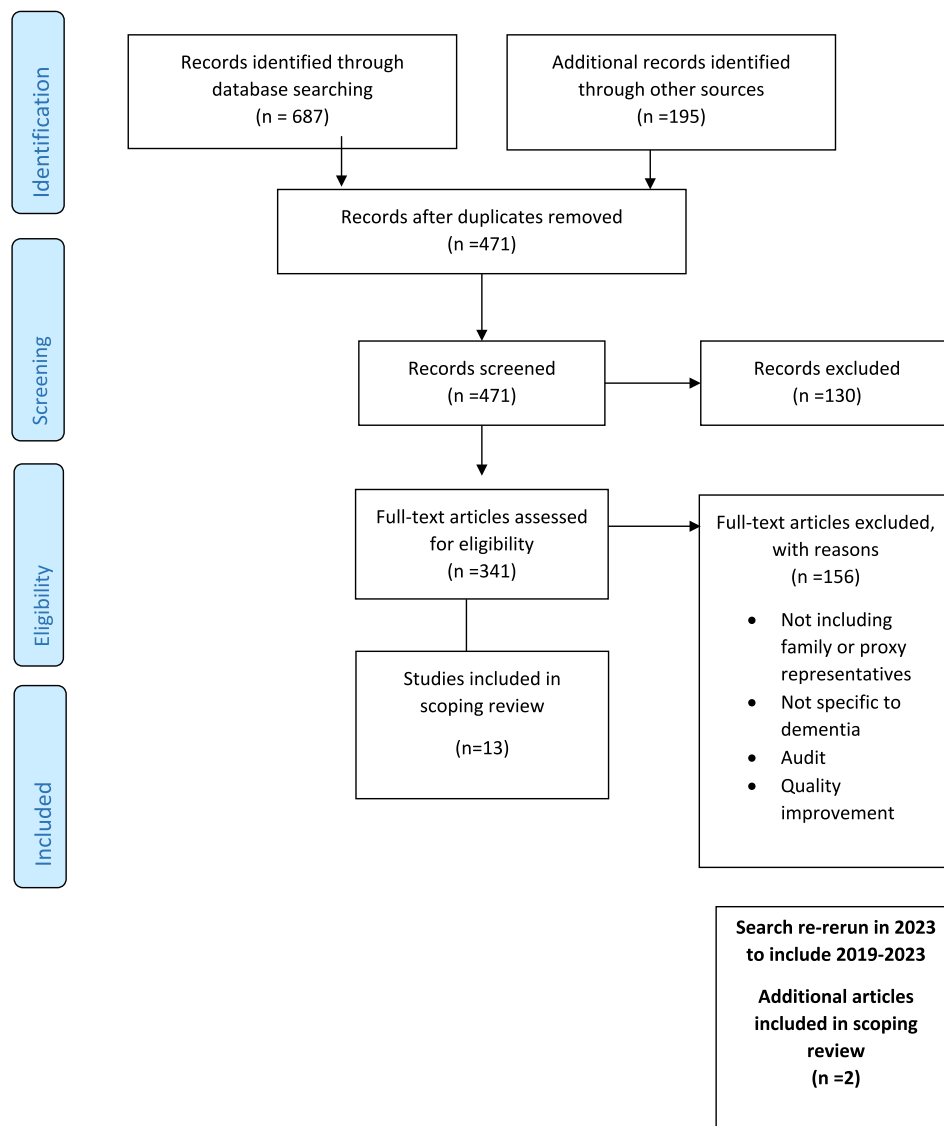 Identification
Records identified through
database searching
(n = 687)
Additional records identified
through other sources
(n =195)
Records after duplicates removed
(n =471)
Screening
Records screened
(n =471)
Records excluded
(n =130)
Eligibility
Full-text articles assessed
for eligibility
(n =341)
Full-text articles excluded,
with reasons
(n =156)
• Not including
family or proxy
representatives
• Not specific to
dementia
• Audit
• Quality
improvement
Included
Studies included in
scoping review
(n=13)
Search re-rerun in 2023
to include 2019-2023
Additional articles
included in scoping
review
(n =2)